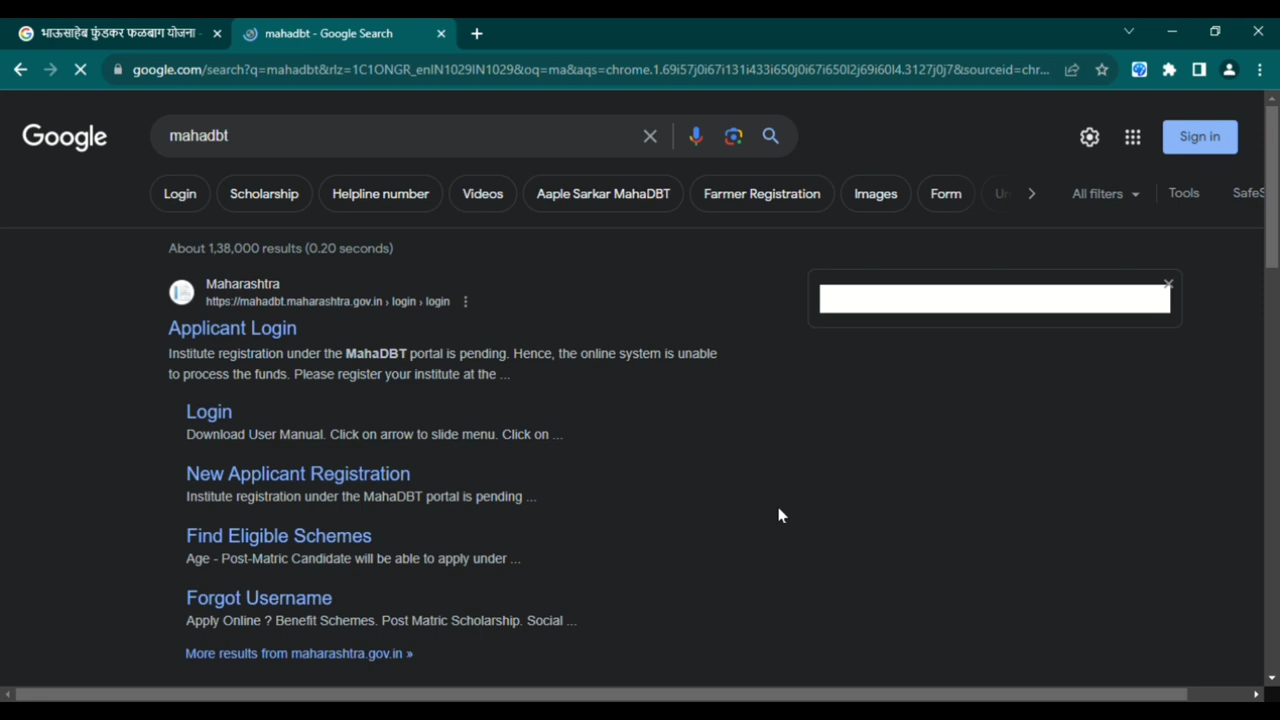 भाऊसाहेब फुंडकर फळबाग योजना -
mahadbt - Google Search
google.com/search?q=mahadbt&rlz=1C1ONGR_enIN1029IN1029&oq=ma&aqs=chrome.1.69i57j0i67i131i433i650j0i67i650l2j69i60l4.3127j0j7&sourceid=chr...
Google
mahadbt
Sign in
Login Scholarship Helpline number Videos Aaple Sarkar MahaDBT Farmer Registration Images Form All filters Tools SafeS
About 1,38,000 results (0.20 seconds)
Maharashtra
https://mahadbt.maharashtra.gov.in › login › login
Applicant Login
Institute registration under the MahaDBT portal is pending. Hence, the online system is unable
to process the funds. Please register your institute at the ...
Login
Download User Manual. Click on arrow to slide menu. Click on ...
New Applicant Registration
Institute registration under the MahaDBT portal is pending ...
Find Eligible Schemes
Age - Post-Matric Candidate will be able to apply under ...
Forgot Username
Apply Online ? Benefit Schemes. Post Matric Scholarship. Social ...
More results from maharashtra.gov.in »